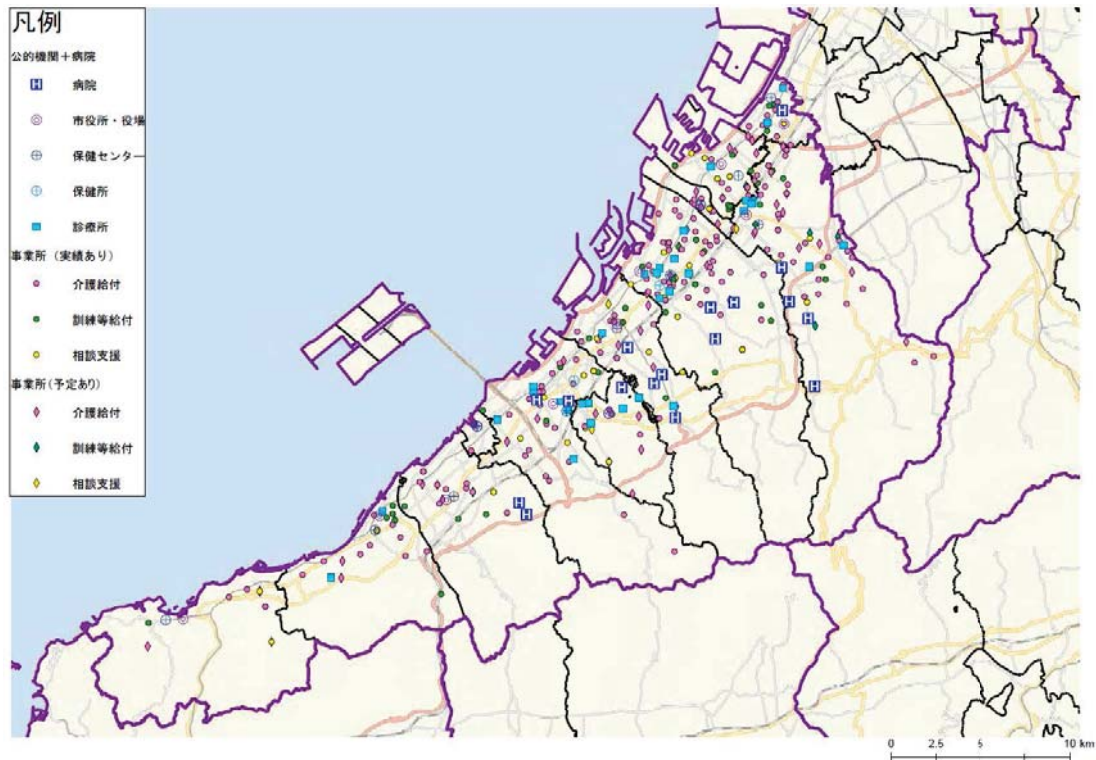 凡例
公的機関＋病院
病院
市役所・役場
保健センター
保健所
診療所
事業所（実績あり）
介護給付
訓練等給付
相談支援
事業所(予定あり)
介護給付
訓練等給付
相談支援
0 2.5 5 10 km